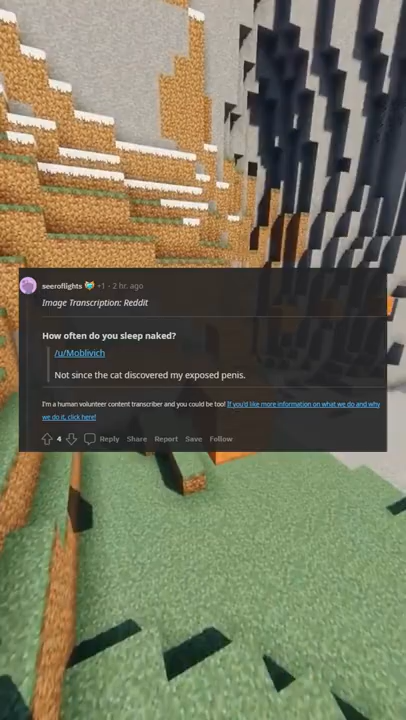 seeroflights +1 · 2 hr. ago
Image Transcription: Reddit
How often do you sleep naked?
/u/Moblivich
Not since the cat discovered my exposed penis.
I'm a human volunteer content transcriber and you could be too! If you'd like more information on what we do and why
we do it, click here!
4 Reply Share Report Save Follow